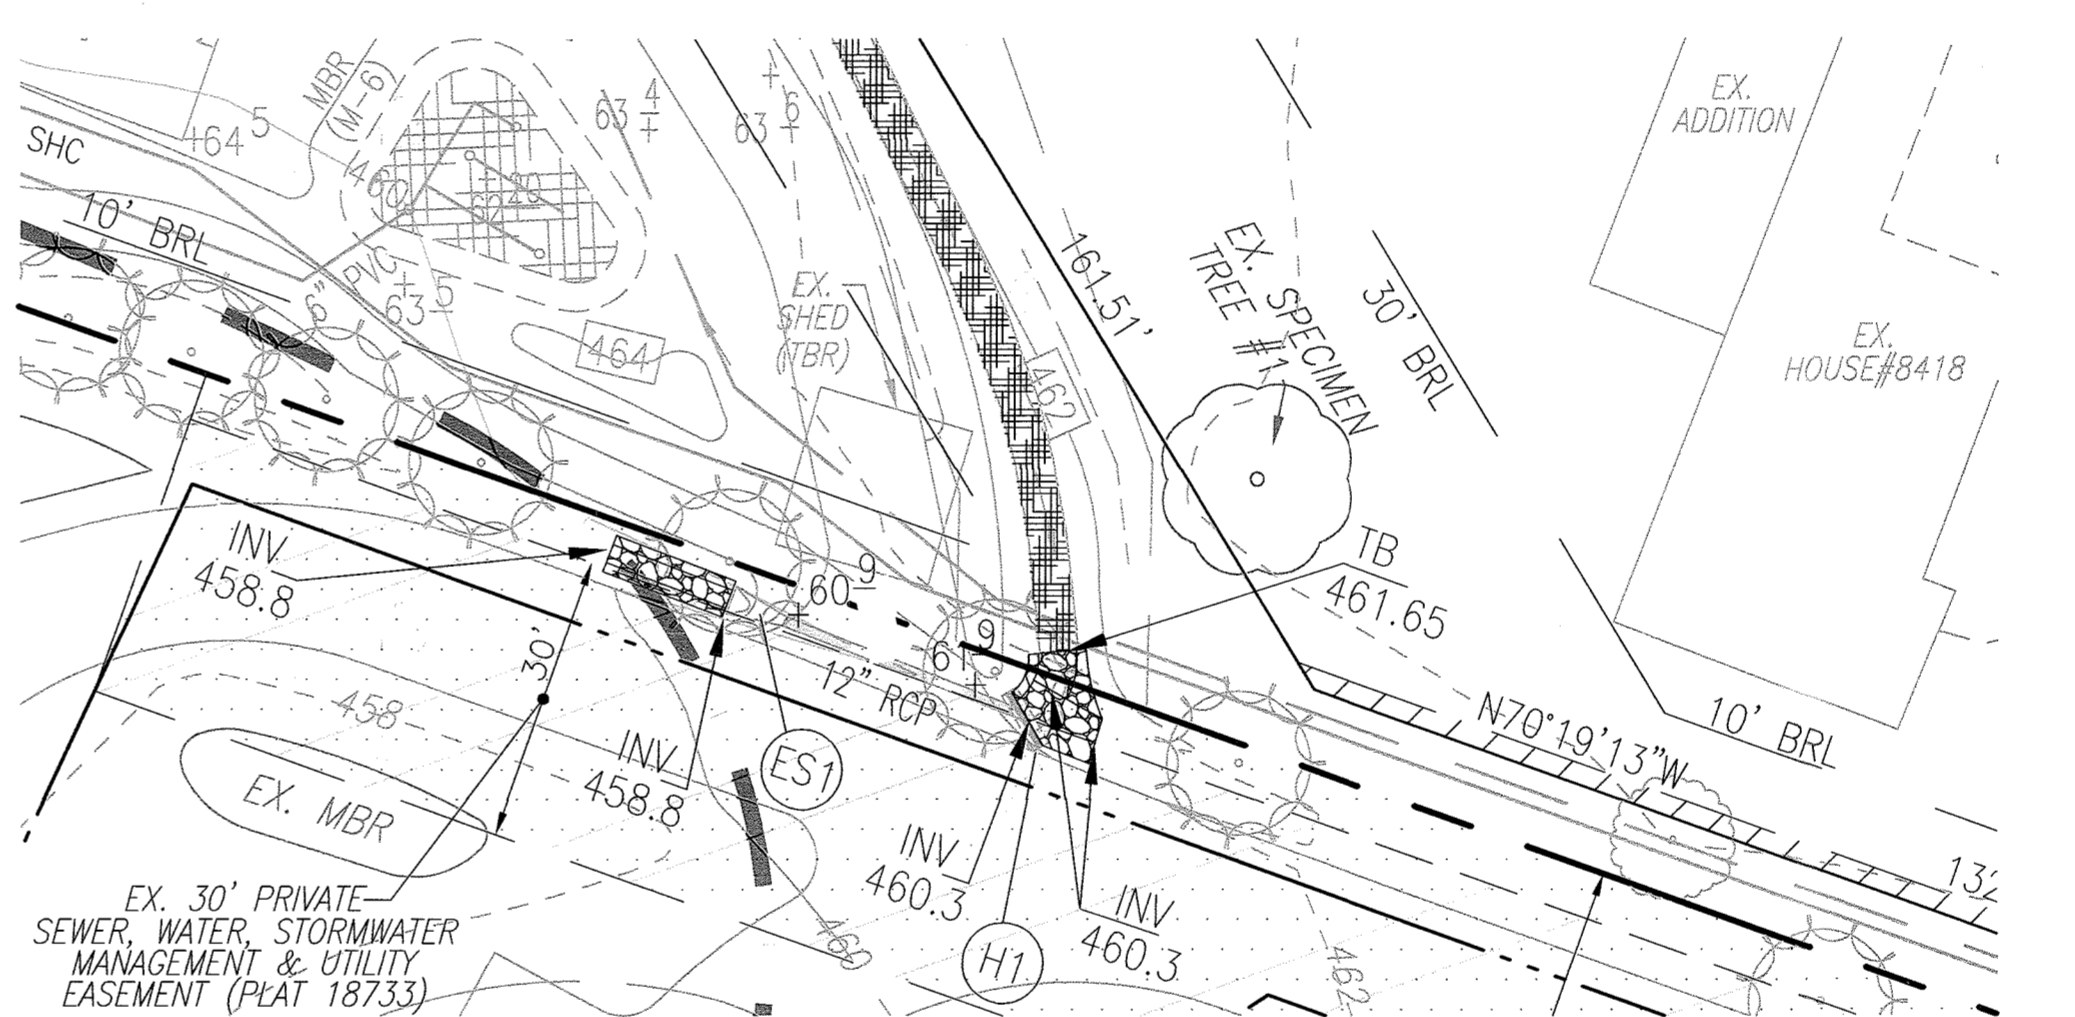 EX.
ADDITION
MBR
(M-6)
63 4
63 6
464 5
SHC
460
62 40
10' BRL
6" PVC
63 5
EX.
SHED
(TBR)
464
161.51'
EX. SPECIMEN
TREE #1
30' BRL
EX.
HOUSE#8418
462
INV
458.8
TB
461.65
60 9
61 9
30'
12" RCP
N70°19'13"W
10' BRL
458
INV
458.8
ES1
EX. MBR
INV
460.3
INV
460.3
H1
132
460
462
EX. 30' PRIVATE
SEWER, WATER, STORMWATER
MANAGEMENT & UTILITY
EASEMENT (PLAT 18733)